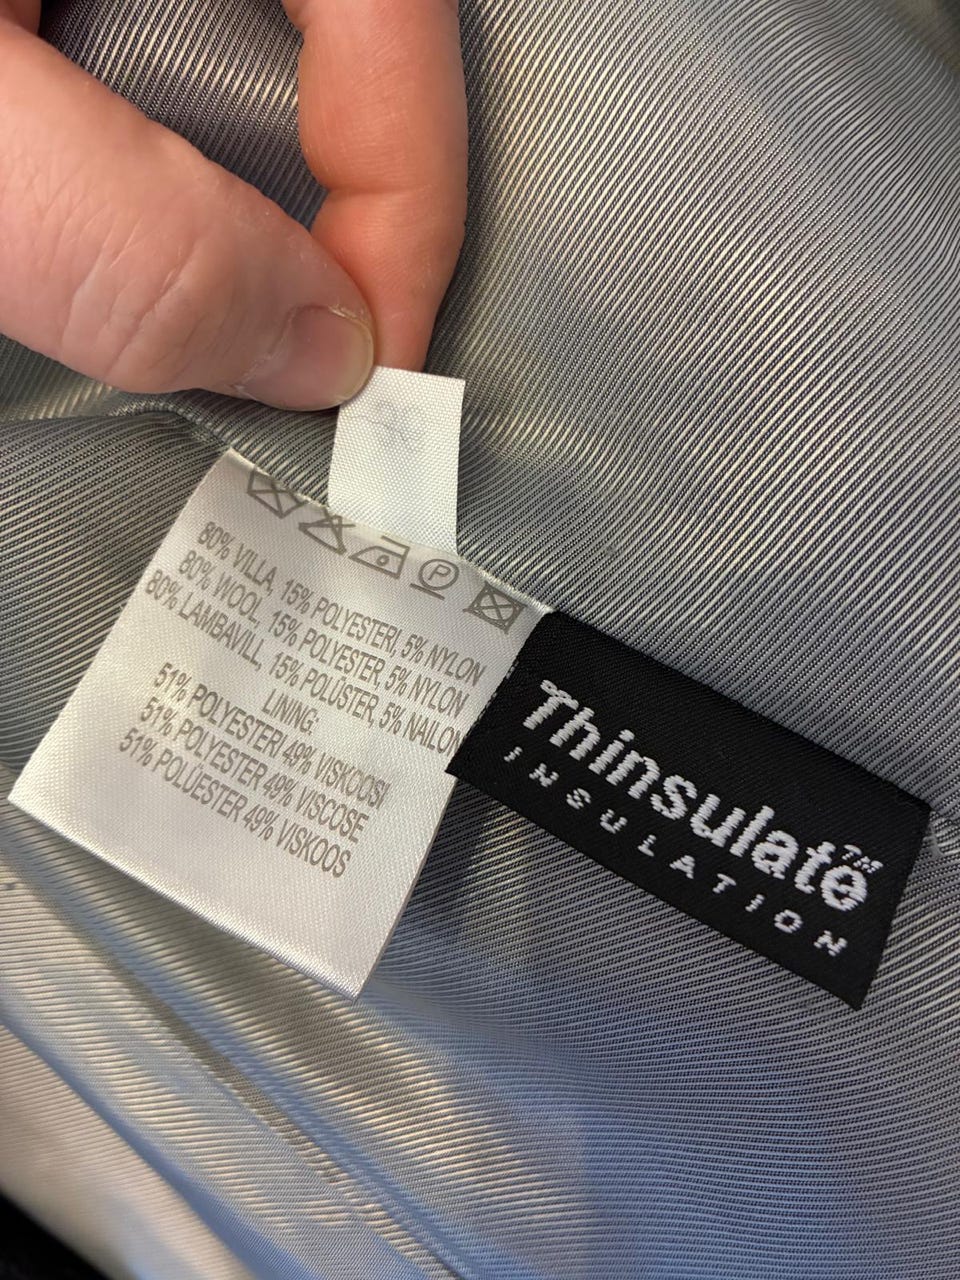 P
80% VILLA, 15% POLYESTERI, 5% NYLON
80% WOOL, 15% POLYESTER, 5% NYLON
80% LAMBAVILL, 15% POLÜSTER, 5% NAILON
LINING:
51% POLYESTERI 49% VISKOOSI
51% POLYESTER 49% VISCOSE
51% POLÜESTER 49% VISKOOS
Thinsulate™
INSULATION